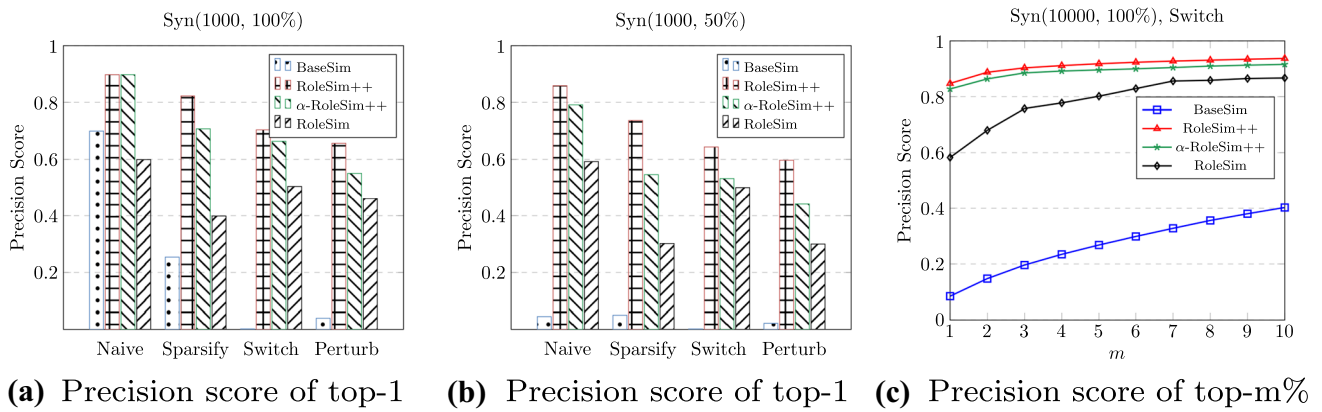 Syn(1000, 100%)
Precision Score
1
0.8
0.6
0.4
0.2
BaseSim
RoleSim++
α-RoleSim++
RoleSim
Naive Sparsify Switch Perturb
(a) Precision score of top-1
Syn(1000, 50%)
Precision Score
1
0.8
0.6
0.4
0.2
BaseSim
RoleSim++
α-RoleSim++
RoleSim
Naive Sparsify Switch Perturb
(b) Precision score of top-1
Syn(10000, 100%), Switch
Precision Score
1
0.8
0.6
0.4
0.2
0
BaseSim
RoleSim++
α-RoleSim++
RoleSim
1 2 3 4 5 6 7 8 9 10
m
(c) Precision score of top-m%